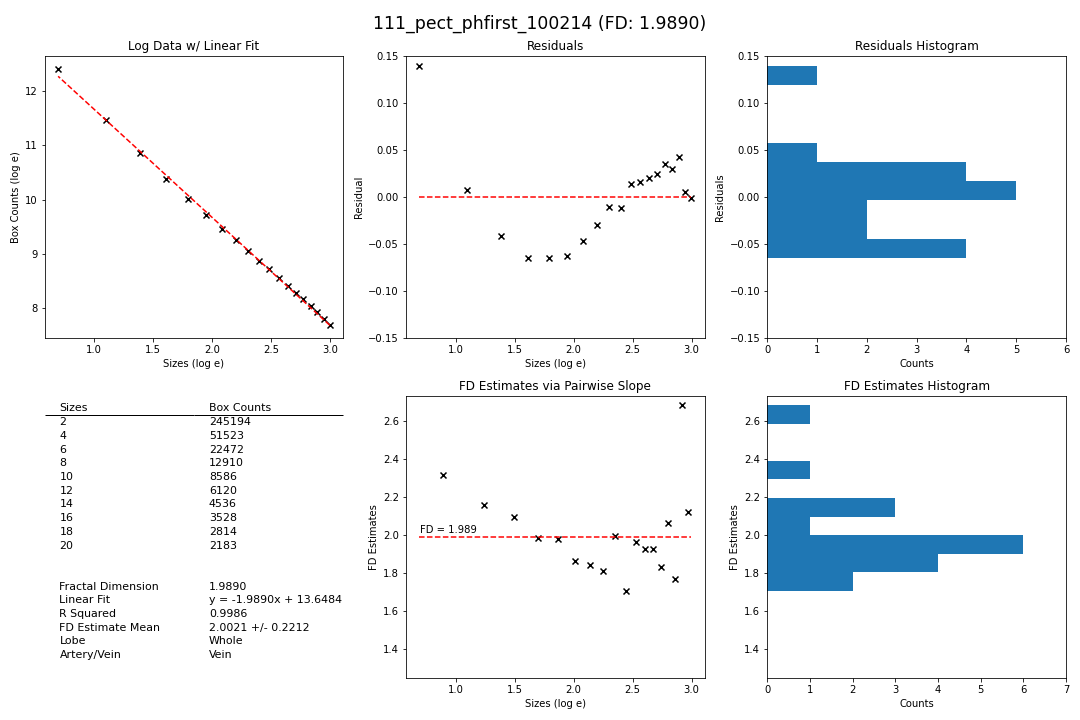 111_pect_phfirst_100214 (FD: 1.9890)
Log Data w/ Linear Fit
Box Counts (log e)
12
11
10
9
8
1.0 1.5 2.0 2.5 3.0
Sizes (log e)
Residuals
Residual
0.15
0.10
0.05
0.00
−0.05
−0.10
−0.15
1.0 1.5 2.0 2.5 3.0
Sizes (log e)
Residuals Histogram
Residuals
0.15
0.10
0.05
0.00
−0.05
−0.10
−0.15
0 1 2 3 4 5 6
Counts
Sizes Box Counts
2 245194
4 51523
6 22472
8 12910
10 8586
12 6120
14 4536
16 3528
18 2814
20 2183
Fractal Dimension 1.9890
Linear Fit y = -1.9890x + 13.6484
R Squared 0.9986
FD Estimate Mean 2.0021 +/- 0.2212
Lobe Whole
Artery/Vein Vein
FD Estimates via Pairwise Slope
FD Estimates
2.6
2.4
2.2
2.0
1.8
1.6
1.4
FD = 1.989
1.0 1.5 2.0 2.5 3.0
Sizes (log e)
FD Estimates Histogram
FD Estimates
2.6
2.4
2.2
2.0
1.8
1.6
1.4
0 1 2 3 4 5 6 7
Counts